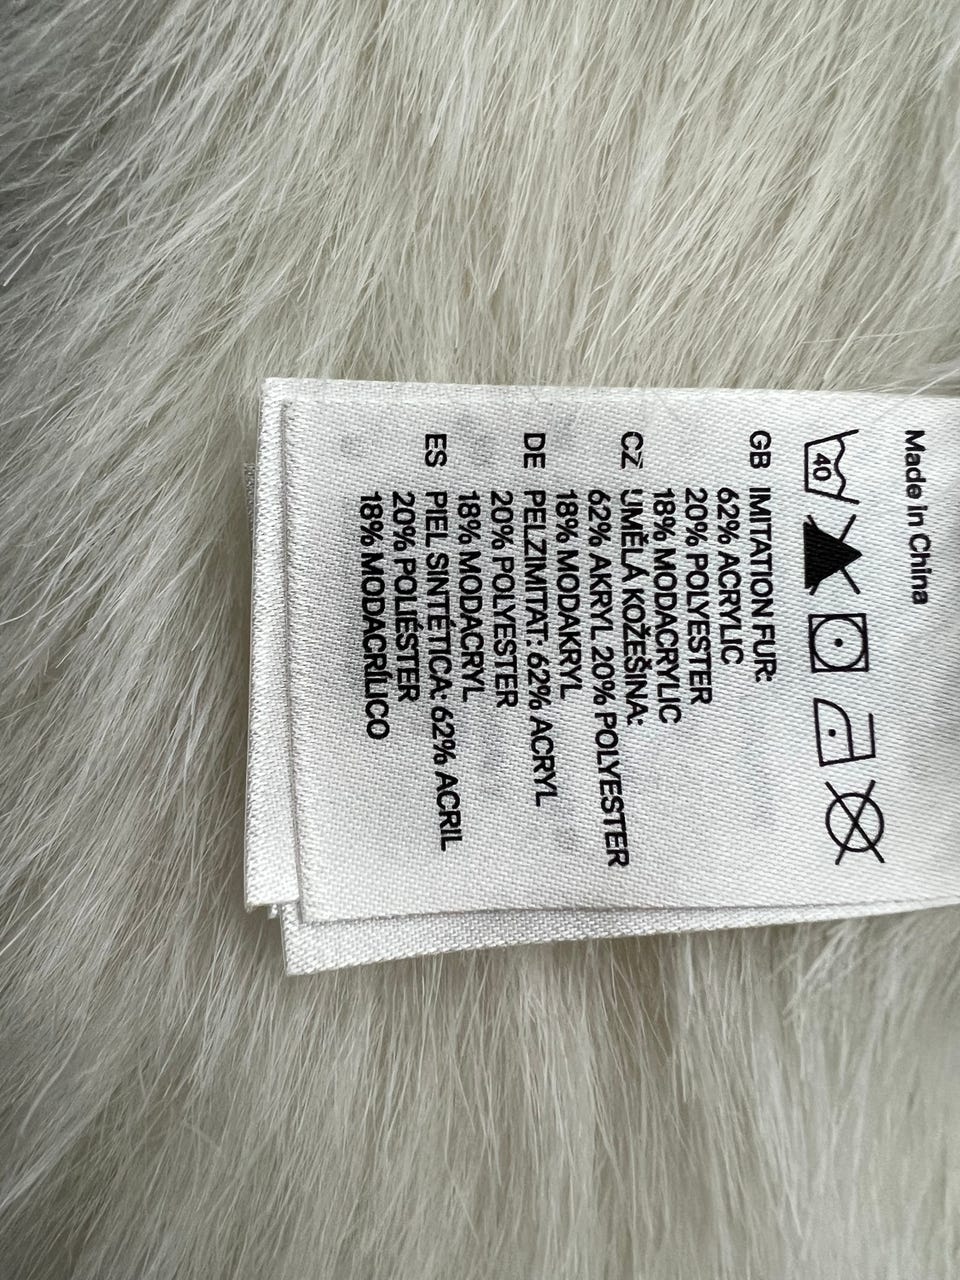 Made in China
40
GB IMITATION FUR:
62% ACRYLIC
20% POLYESTER
18% MODACRYLIC
CZ UMĚLÁ KOŽEŠINA:
62% AKRYL 20% POLYESTER
18% MODAKRYL
DE PELZIMITAT: 62% ACRYL
20% POLYESTER
18% MODACRYL
ES PIEL SINTÉTICA: 62% ACRIL
20% POLIÉSTER
18% MODACRÍLICO